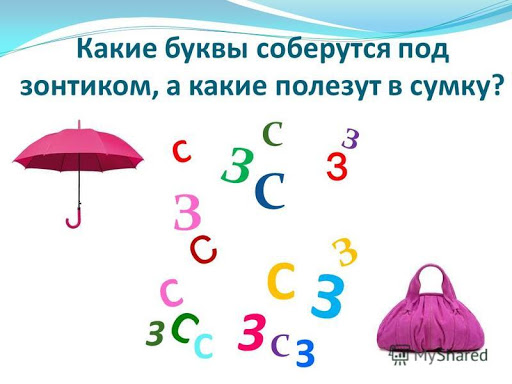 Какие буквы соберутся под
зонтиком, а какие полезут в сумку?
С З С З З
З С
С З
С С З
З С С З С З
MyShared